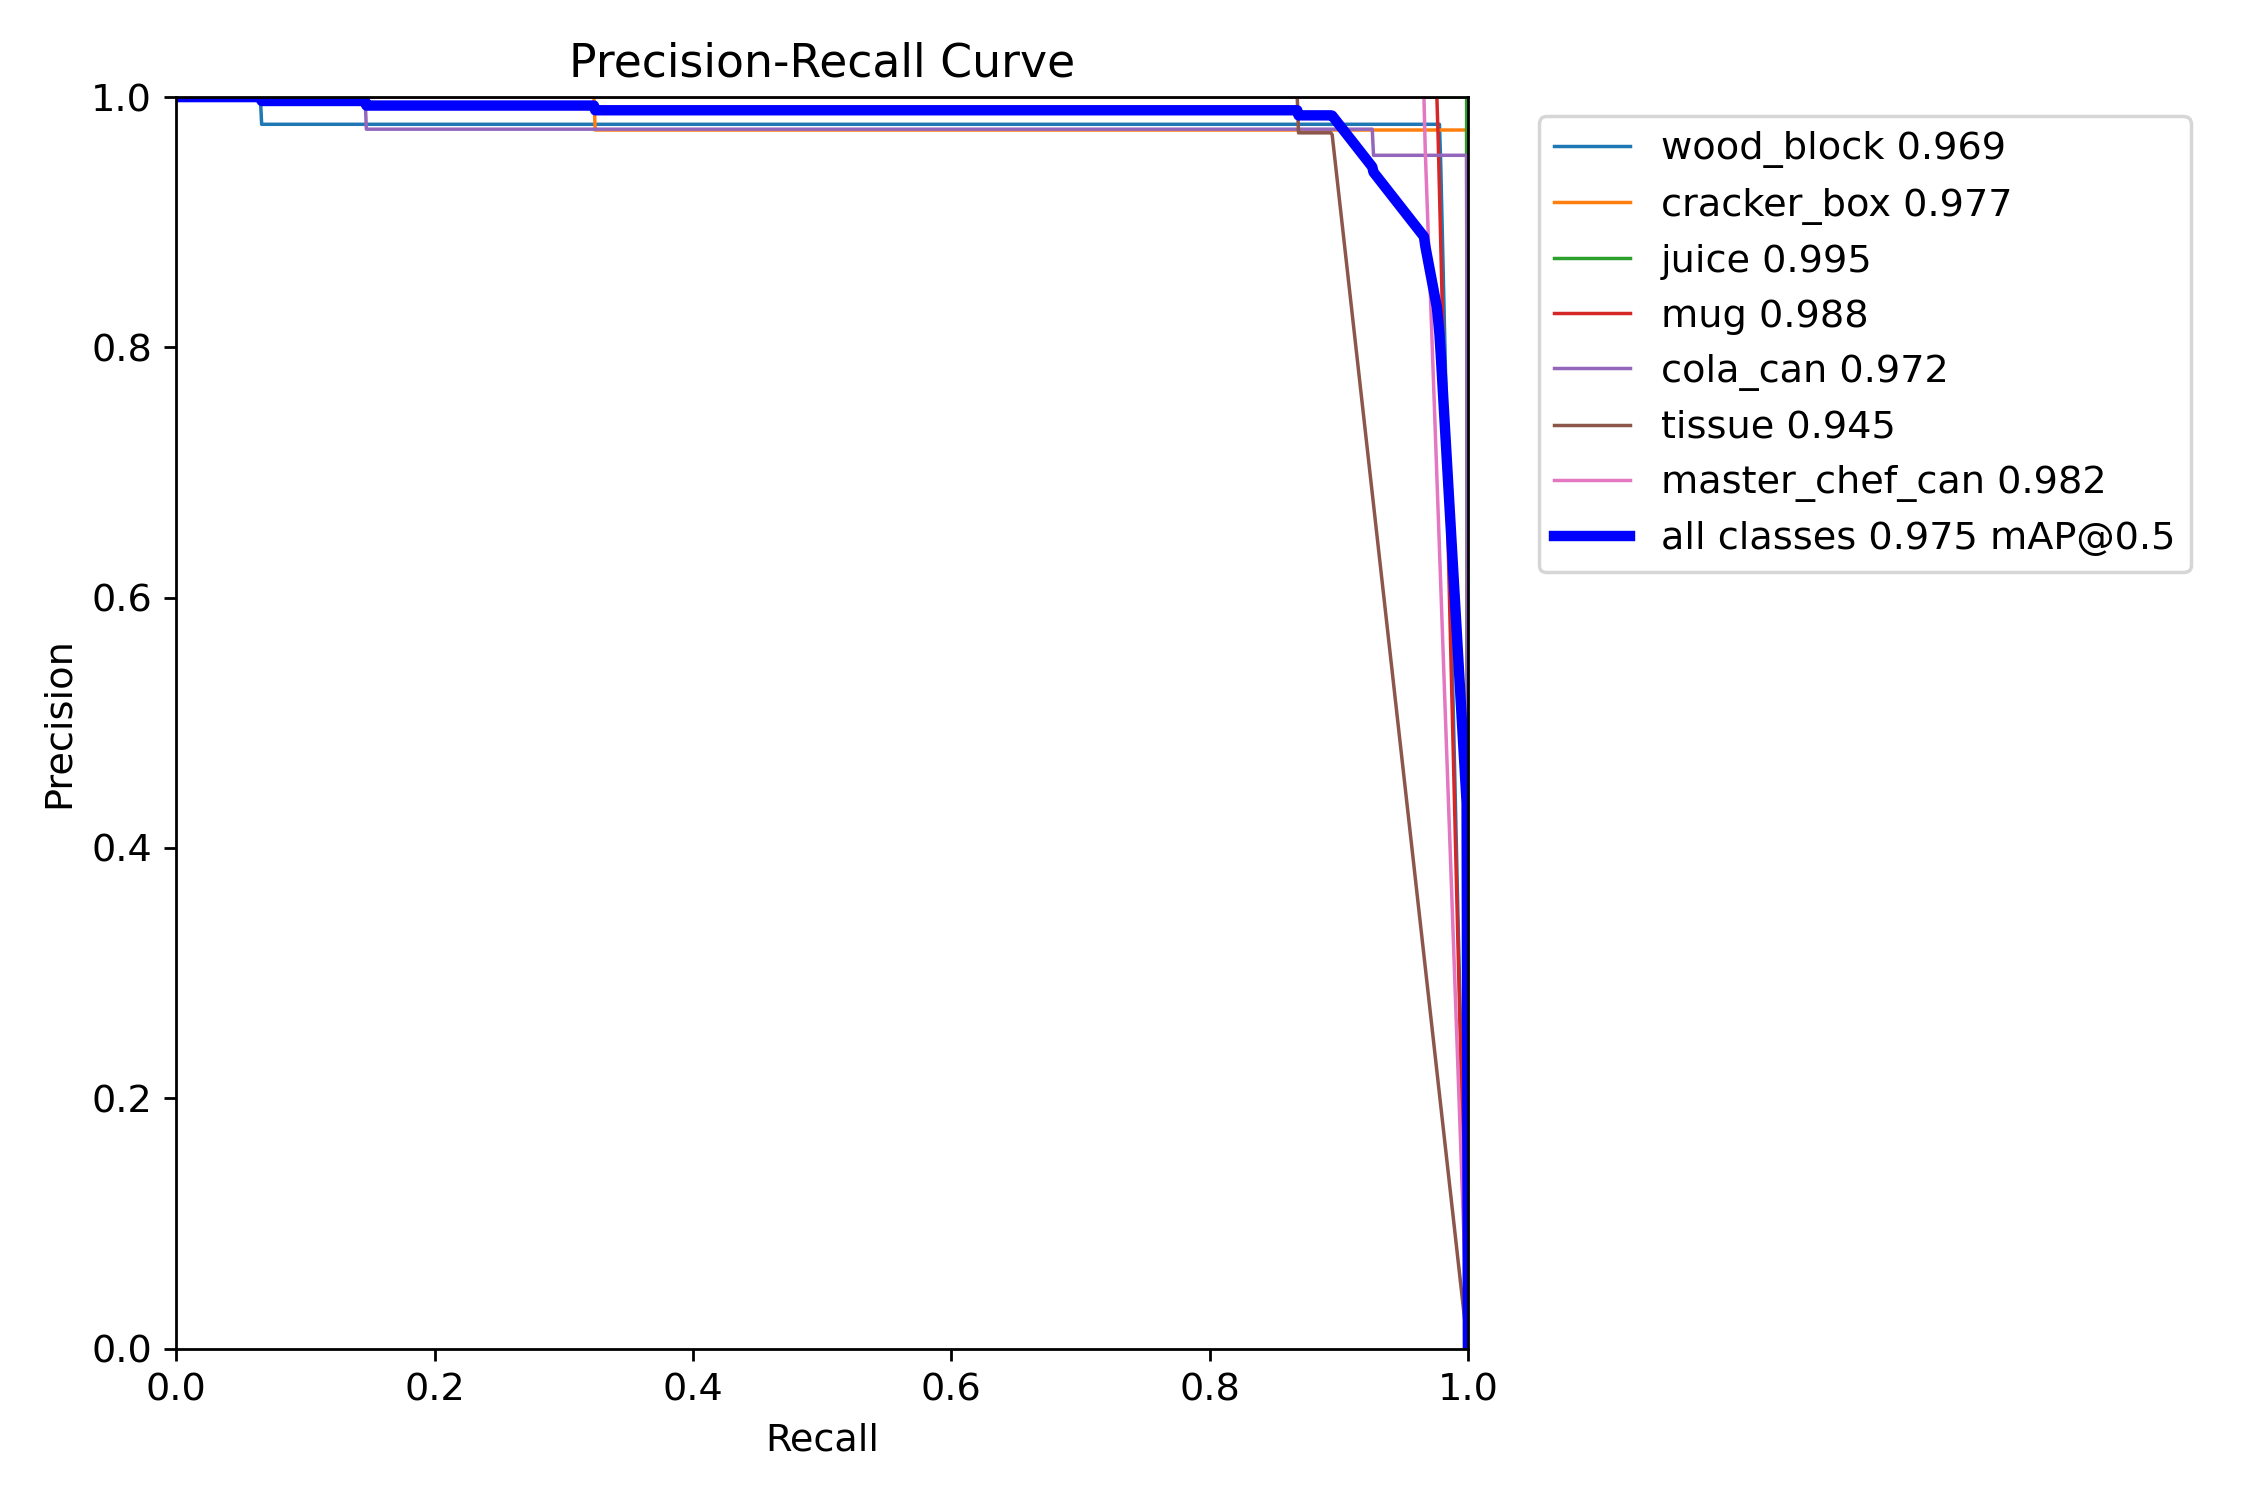 Precision-Recall Curve
1.0
0.8
0.6
0.4
0.2
0.0
Precision
0.0 0.2 0.4 0.6 0.8 1.0
Recall
wood_block 0.969
cracker_box 0.977
juice 0.995
mug 0.988
cola_can 0.972
tissue 0.945
master_chef_can 0.982
all classes 0.975 mAP@0.5